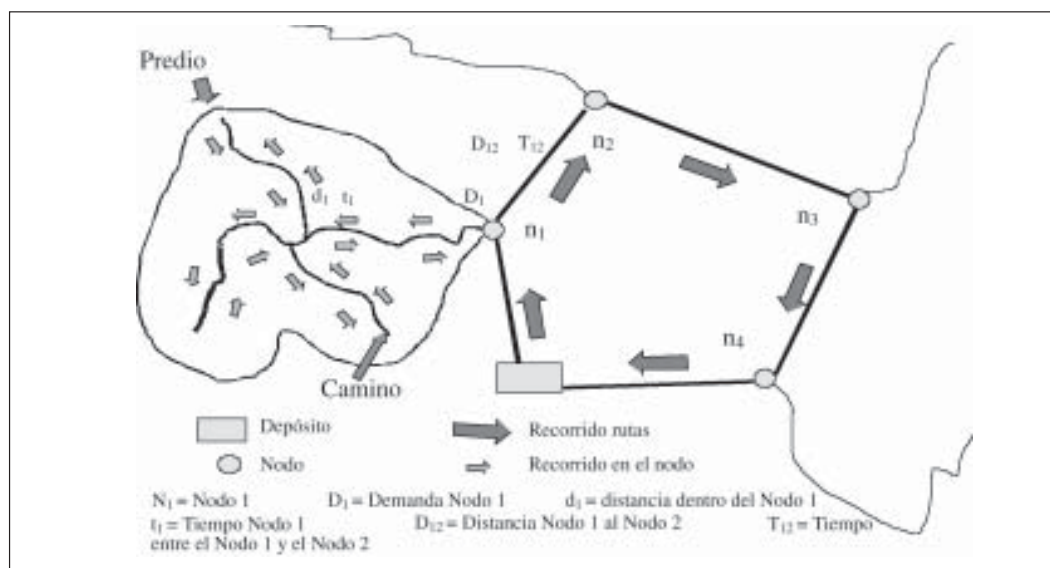 Predio
D₁₂ T₁₂
n₂
d₁ t₁
D₁
n₁
n₃
n₄
Camino
Depósito
Recorrido rutas
Nodo
Recorrido en el nodo
N₁ = Nodo 1 D₁ = Demanda Nodo 1 d₁ = distancia dentro del Nodo 1
t₁ = Tiempo Nodo 1 D₁₂ = Distancia Nodo 1 al Nodo 2 T₁₂ = Tiempo
entre el Nodo 1 y el Nodo 2